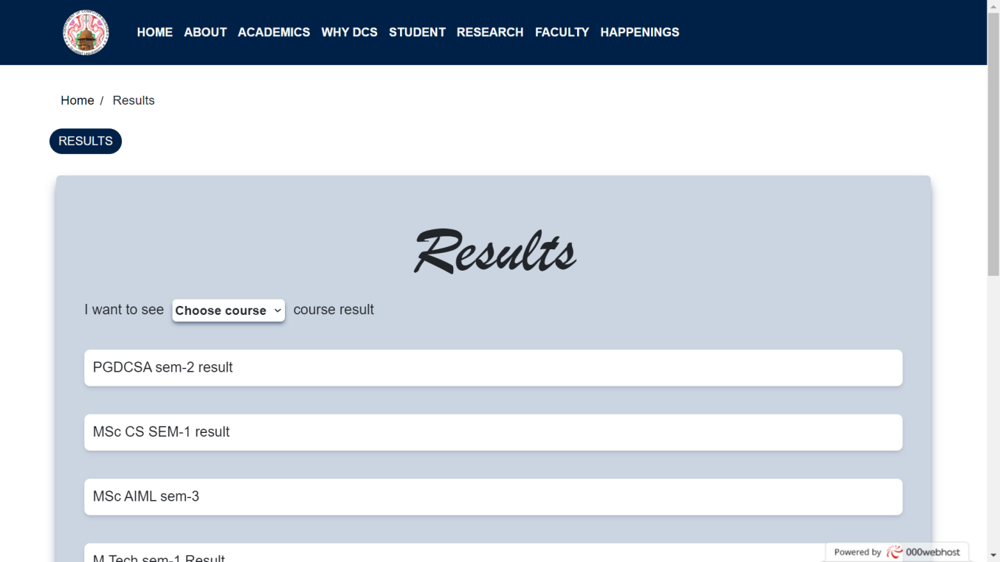 HOME ABOUT ACADEMICS WHY DCS STUDENT RESEARCH FACULTY HAPPENINGS
Home / Results
RESULTS
Results
I want to see Choose course course result
PGDCSA sem-2 result
MSc CS SEM-1 result
MSc AIML sem-3
M Tech sem-1 Result
Powered by 000webhost